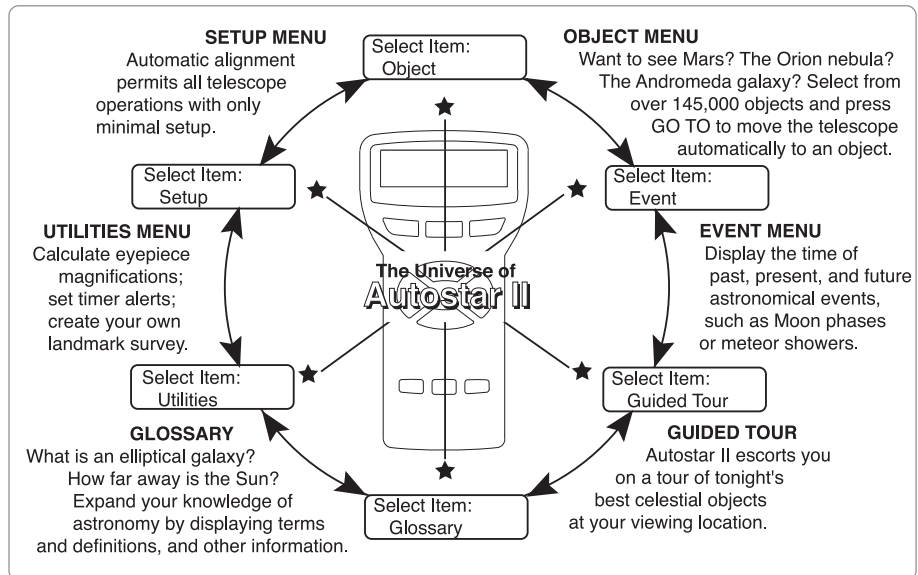 SETUP MENU
Automatic alignment
permits all telescope
operations with only
minimal setup.
Select Item:
Object
OBJECT MENU
Want to see Mars? The Orion nebula?
The Andromeda galaxy? Select from
over 145,000 objects and press
GO TO to move the telescope
automatically to an object.
Select Item:
Setup
Select Item:
Event
UTILITIES MENU
Calculate eyepiece
magnifications;
set timer alerts;
create your own
landmark survey.
The Universe of
Autostar II
EVENT MENU
Display the time of
past, present, and future
astronomical events,
such as Moon phases
or meteor showers.
Select Item:
Utilities
Select Item:
Guided Tour
GLOSSARY
What is an elliptical galaxy?
How far away is the Sun?
Expand your knowledge of
astronomy by displaying terms
and definitions, and other information.
Select Item:
Glossary
GUIDED TOUR
Autostar II escorts you
on a tour of tonight's
best celestial objects
at your viewing location.